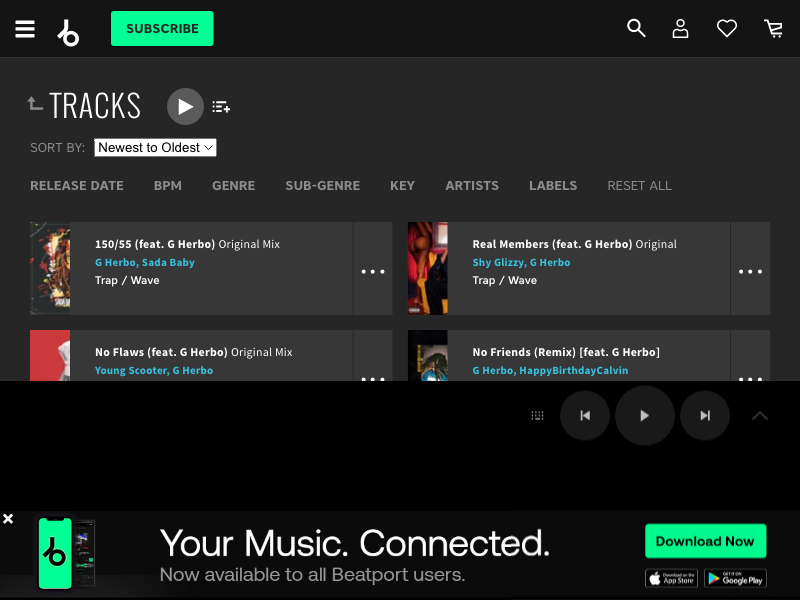 SUBSCRIBE
TRACKS
SORT BY: Newest to Oldest
RELEASE DATE BPM GENRE SUB-GENRE KEY ARTISTS LABELS RESET ALL
150/55 (feat. G Herbo) Original Mix
G Herbo, Sada Baby
Trap / Wave
Real Members (feat. G Herbo) Original
Shy Glizzy, G Herbo
Trap / Wave
No Flaws (feat. G Herbo) Original Mix
Young Scooter, G Herbo
No Friends (Remix) [feat. G Herbo]
G Herbo, HappyBirthdayCalvin
Your Music. Connected.
Now available to all Beatport users.
Download Now
Download on the
App Store
GET IT ON
Google Play